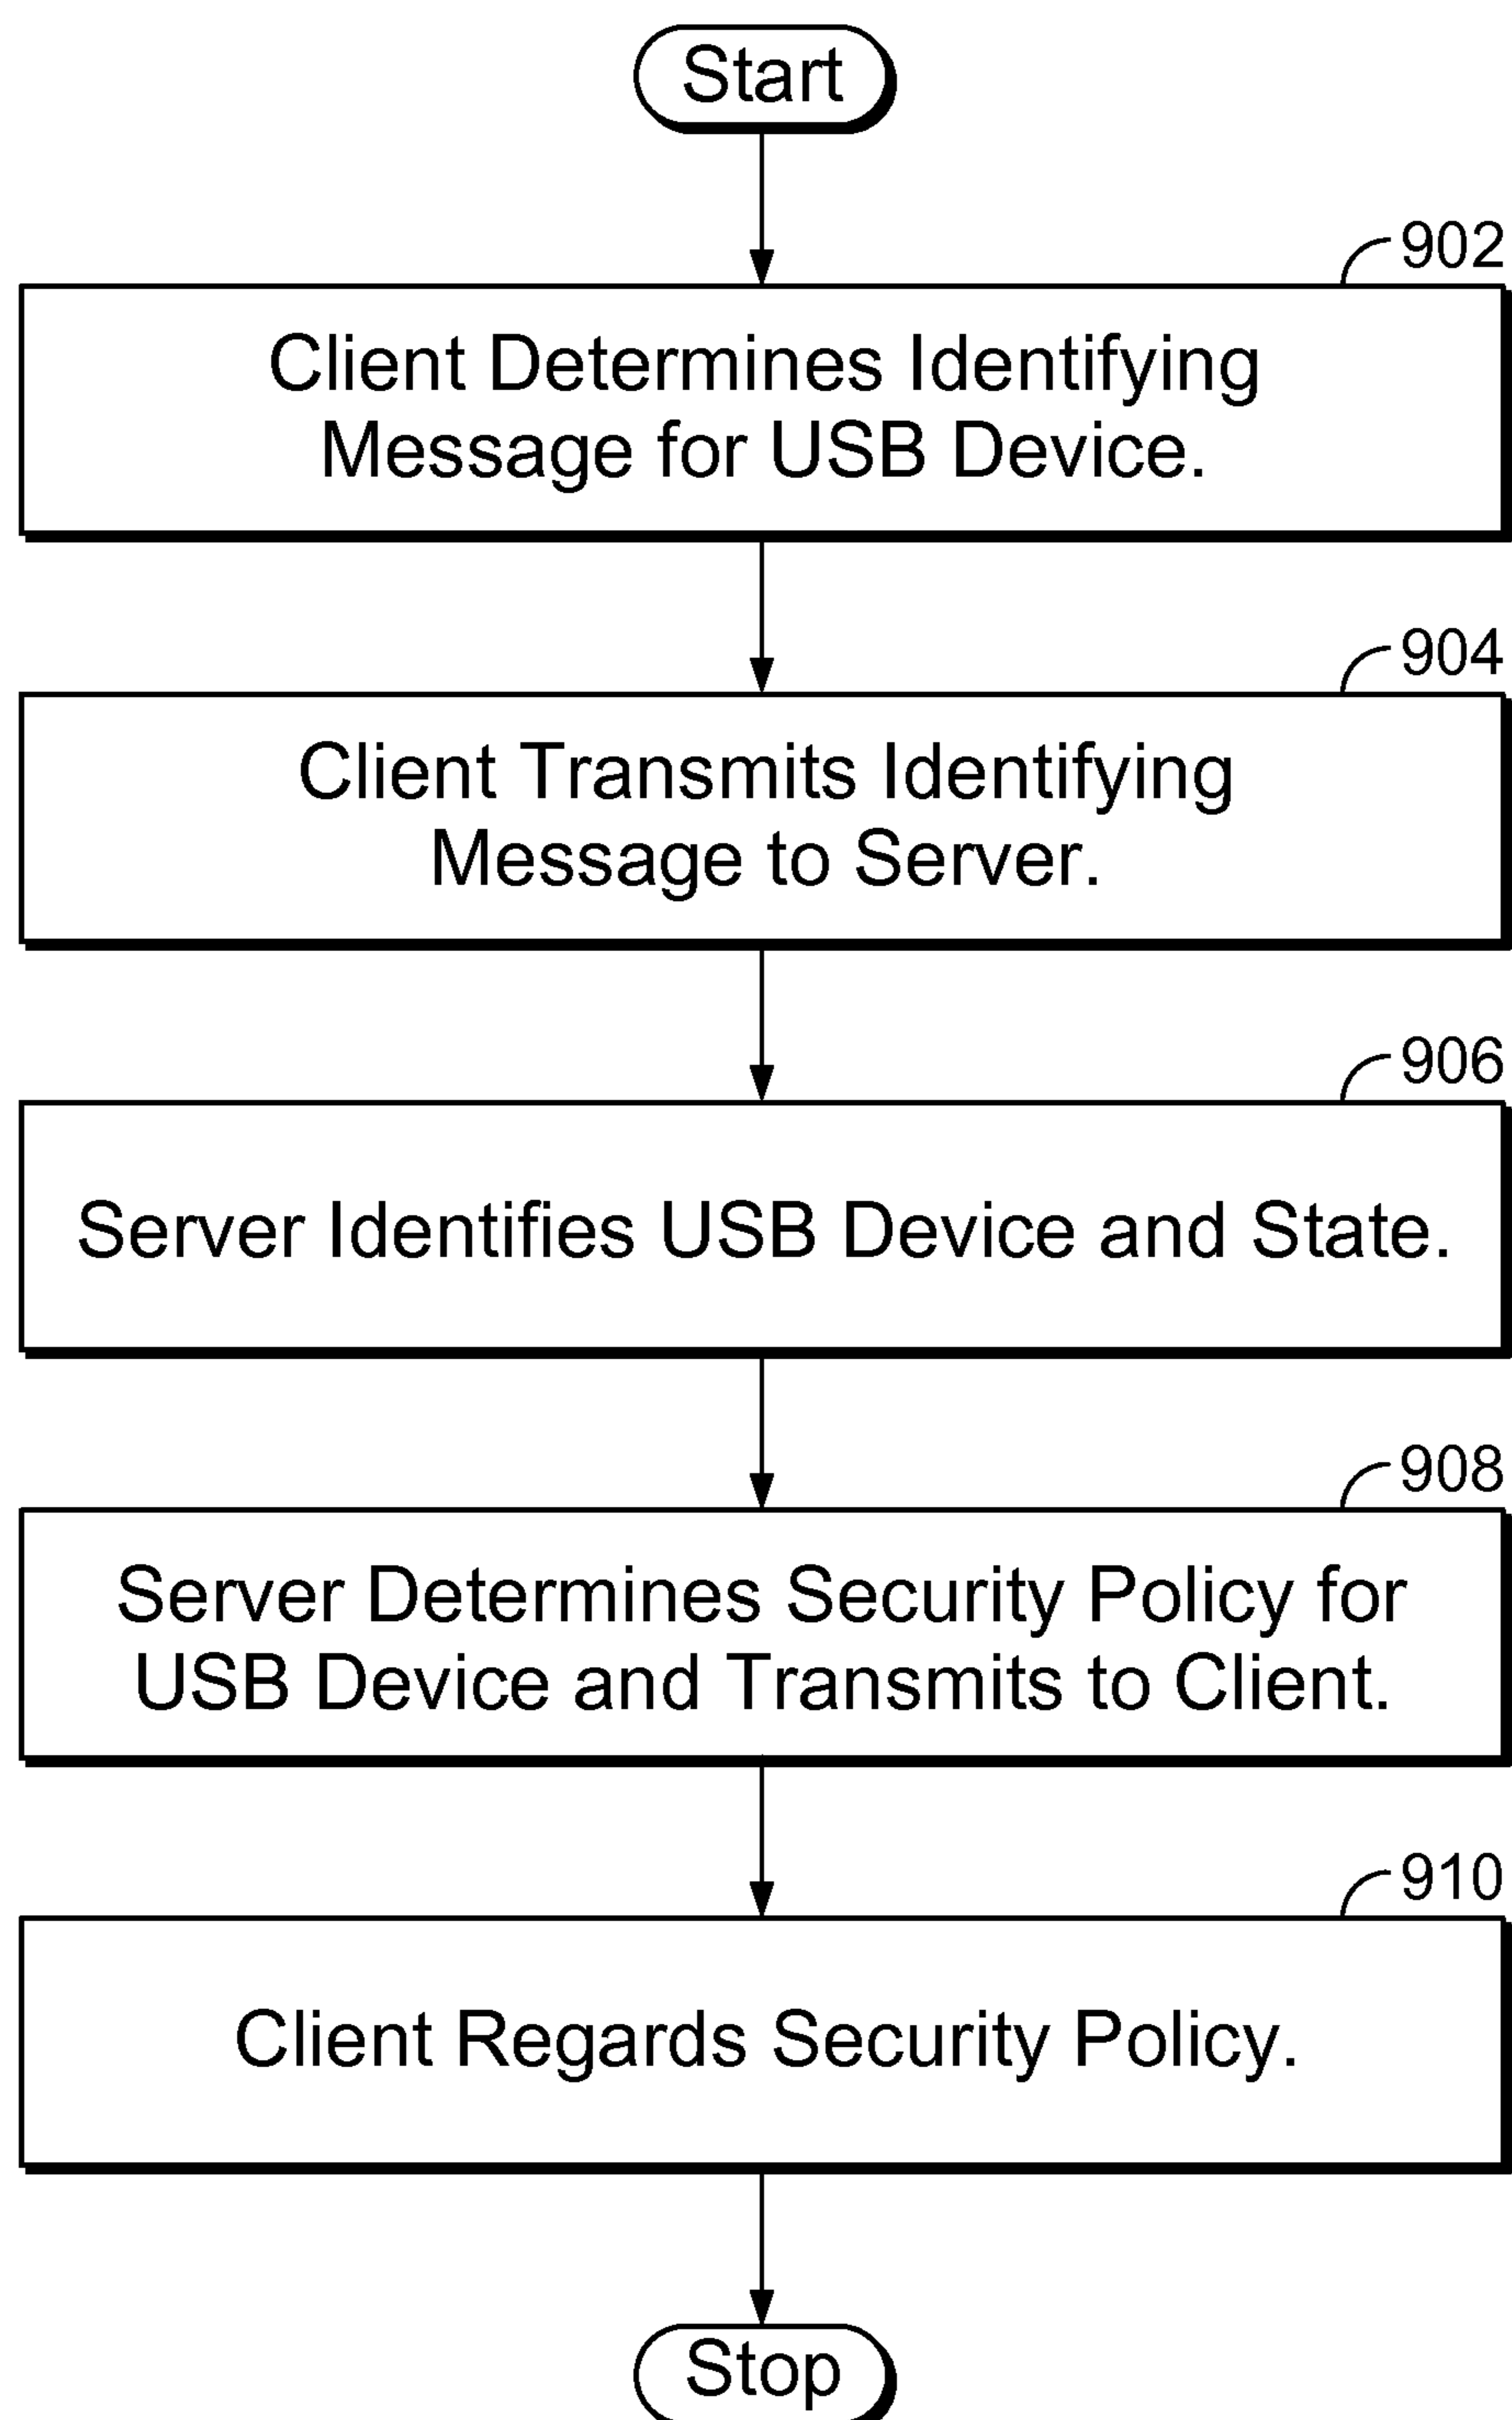 Start
902
Client Determines Identifying
Message for USB Device.
904
Client Transmits Identifying
Message to Server.
906
Server Identifies USB Device and State.
908
Server Determines Security Policy for
USB Device and Transmits to Client.
910
Client Regards Security Policy.
Stop